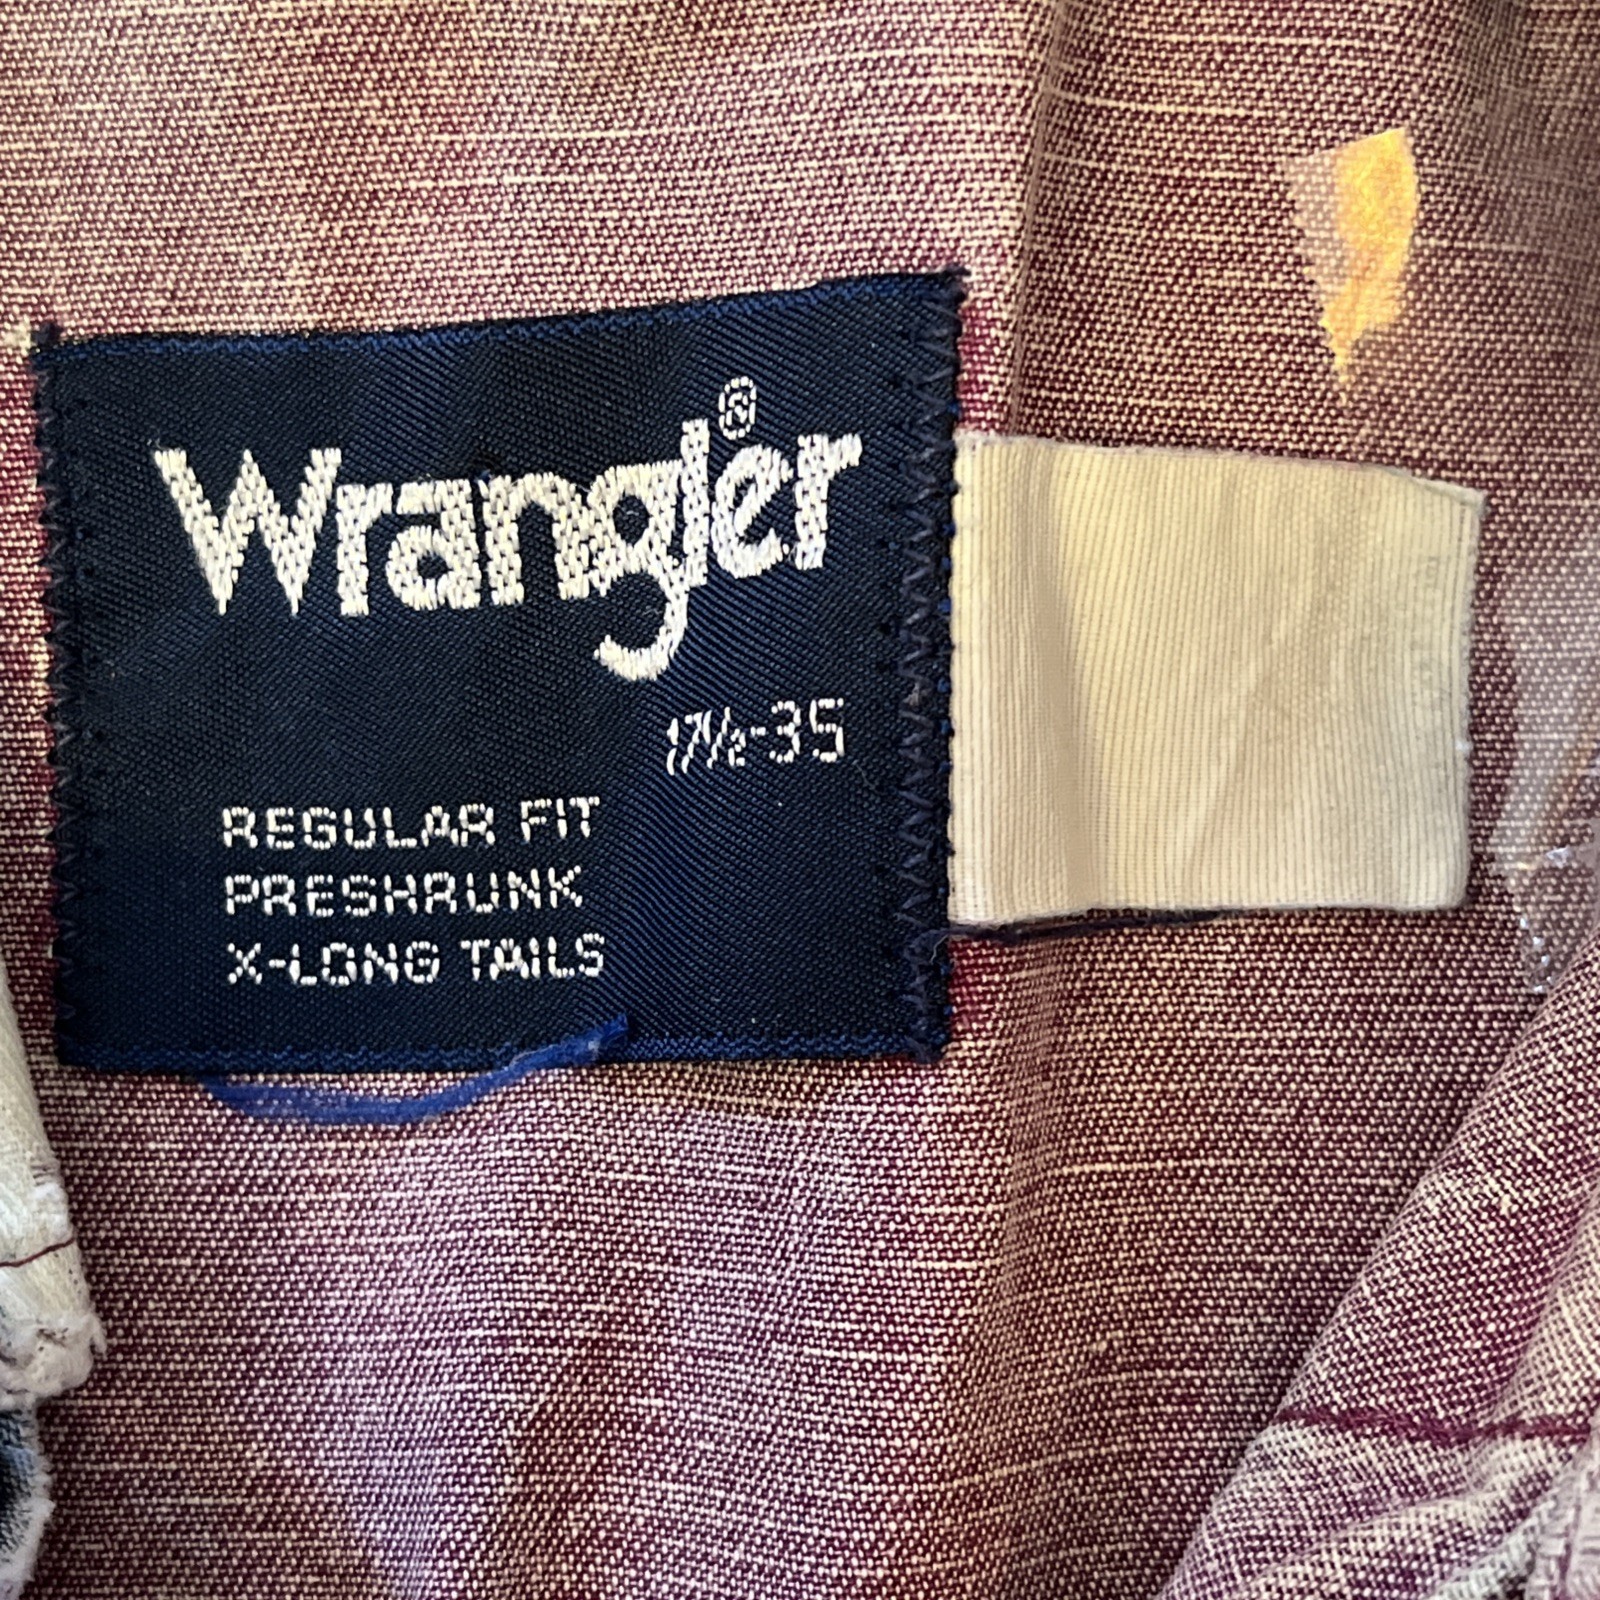 Wrangler®
17½-35
REGULAR FIT
PRESHRUNK
X-LONG TAILS